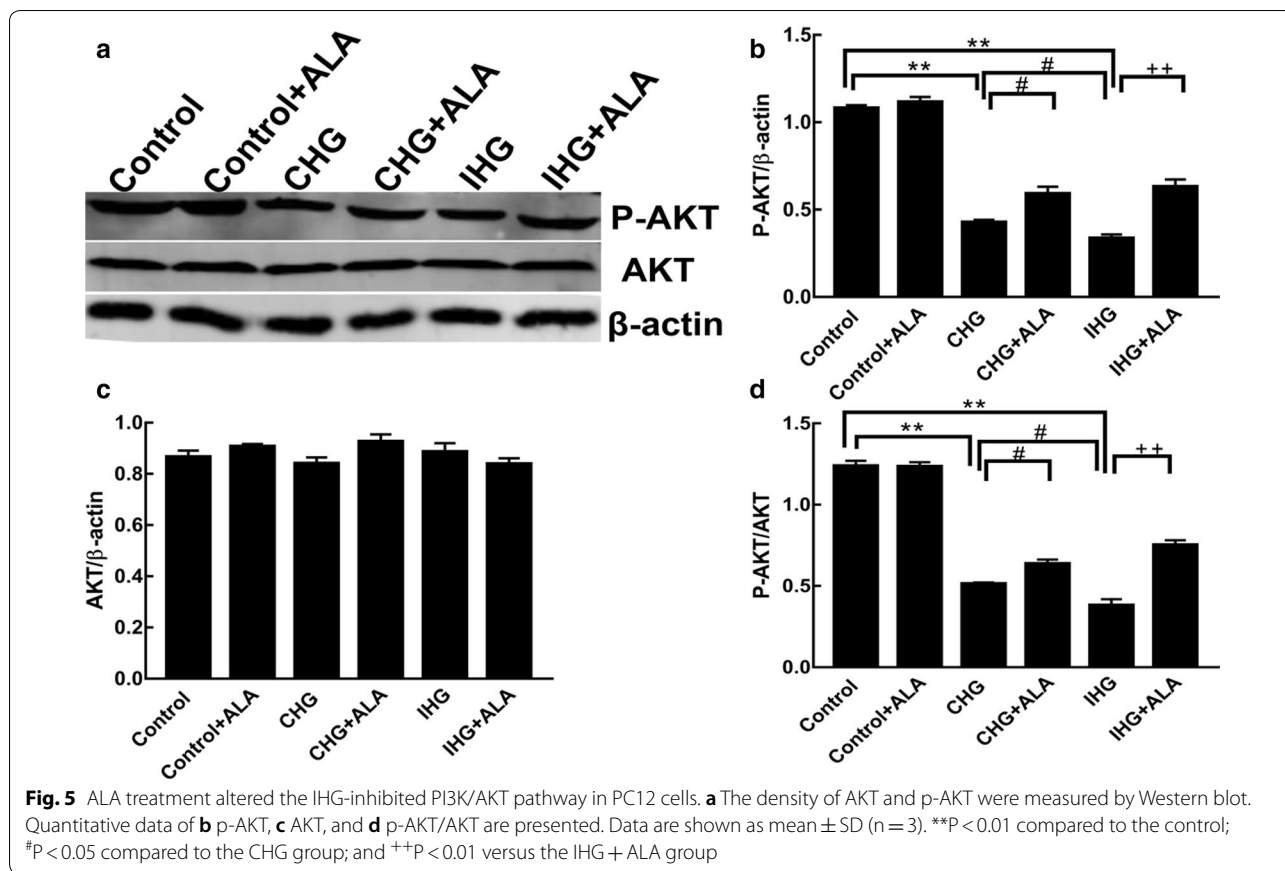 a
Control
Control+ALA
CHG
CHG+ALA
IHG
IHG+ALA
P-AKT
AKT
β-actin
b
P-AKT/β-actin
1.5
1.0
0.5
0.0
**
**
#
#
++
Control
Control+ALA
CHG
CHG+ALA
IHG
IHG+ALA
c
AKT/β-actin
1.0
0.8
0.6
0.4
0.2
0.0
Control
Control+ALA
CHG
CHG+ALA
IHG
IHG+ALA
d
P-AKT/AKT
1.5
1.0
0.5
0.0
**
**
#
#
++
Control
Control+ALA
CHG
CHG+ALA
IHG
IHG+ALA
Fig. 5 ALA treatment altered the IHG-inhibited PI3K/AKT pathway in PC12 cells. a The density of AKT and p-AKT were measured by Western blot.
Quantitative data of b p-AKT, c AKT, and d p-AKT/AKT are presented. Data are shown as mean ± SD (n = 3). **P < 0.01 compared to the control;
#P < 0.05 compared to the CHG group; and ++P < 0.01 versus the IHG + ALA group